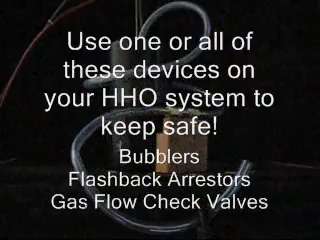 Use one or all of
these devices on
your HHO system to
keep safe!
Bubblers
Flashback Arrestors
Gas Flow Check Valves